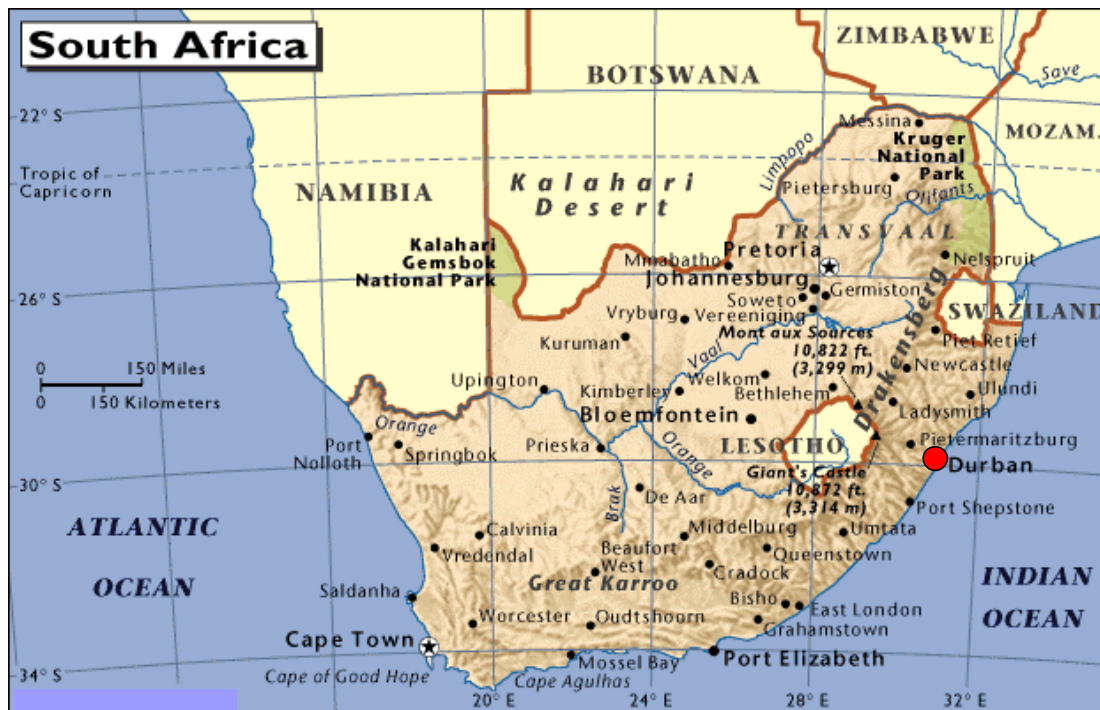 South Africa
ZIMBABWE
BOTSWANA
Save
22° S
Messina
MOZAM.
Kruger
National
Park
Limpopo
Tropic of
Capricorn
NAMIBIA
Kalahari
Desert
Pietersburg
Olifants
TRANSVAAL
Kalahari
Gemsbok
National Park
Mmabatho
Pretoria
Nelspruit
Johannesburg
26° S
Soweto
Germiston
Drakensberg
SWAZILAND
Vryburg
Vereeniging
Mont aux Sources
10,822 ft.
(3,299 m)
Piet Retief
Kuruman
Vaal
0 150 Miles
0 150 Kilometers
Upington
Kimberley
Welkom
Bethlehem
Newcastle
Ulundi
Bloemfontein
Ladysmith
Orange
Port
Nolloth
Springbok
Prieska
Orange
LESOTHO
Pietermaritzburg
Durban
30° S
Giant's Castle
10,872 ft.
(3,314 m)
De Aar
Brak
Port Shepstone
ATLANTIC
OCEAN
Calvinia
Vredendal
Middelburg
Umtata
Beaufort
West
Queenstown
Cradock
Great Karroo
INDIAN
OCEAN
Saldanha
Bisho
East London
Worcester
Oudtshoorn
Grahamstown
Cape Town
Mossel Bay
Port Elizabeth
Cape of Good Hope
Cape Agulhas
34° S
20° E
24° E
28° E
32° E